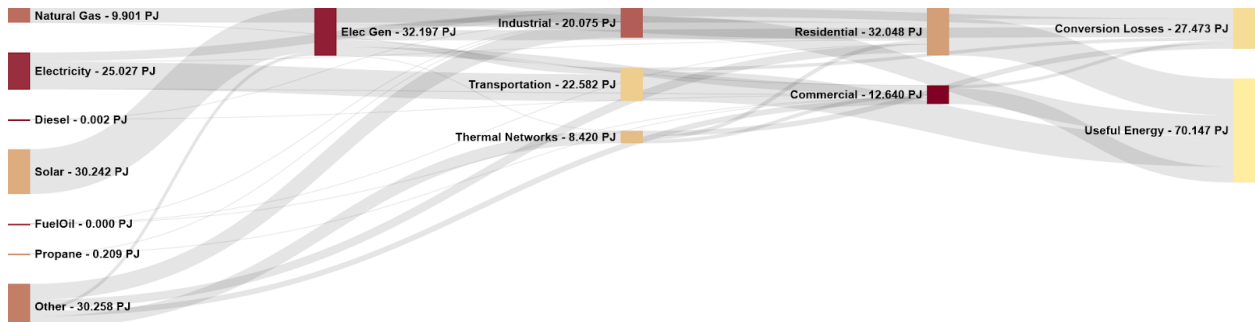 Natural Gas - 9.901 PJ
Electricity - 25.027 PJ
Diesel - 0.002 PJ
Solar - 30.242 PJ
FuelOil - 0.000 PJ
Propane - 0.209 PJ
Other - 30.258 PJ
Elec Gen - 32.197 PJ
Industrial - 20.075 PJ
Transportation - 22.582 PJ
Thermal Networks - 8.420 PJ
Residential - 32.048 PJ
Commercial - 12.640 PJ
Conversion Losses - 27.473 PJ
Useful Energy - 70.147 PJ